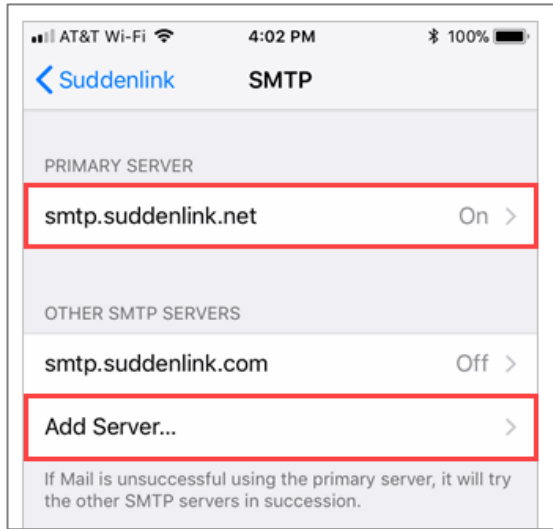 AT&T Wi-Fi 4:02 PM 100%
Suddenlink SMTP
PRIMARY SERVER
smtp.suddenlink.net On
OTHER SMTP SERVERS
smtp.suddenlink.com Off
Add Server...
If Mail is unsuccessful using the primary server, it will try
the other SMTP servers in succession.